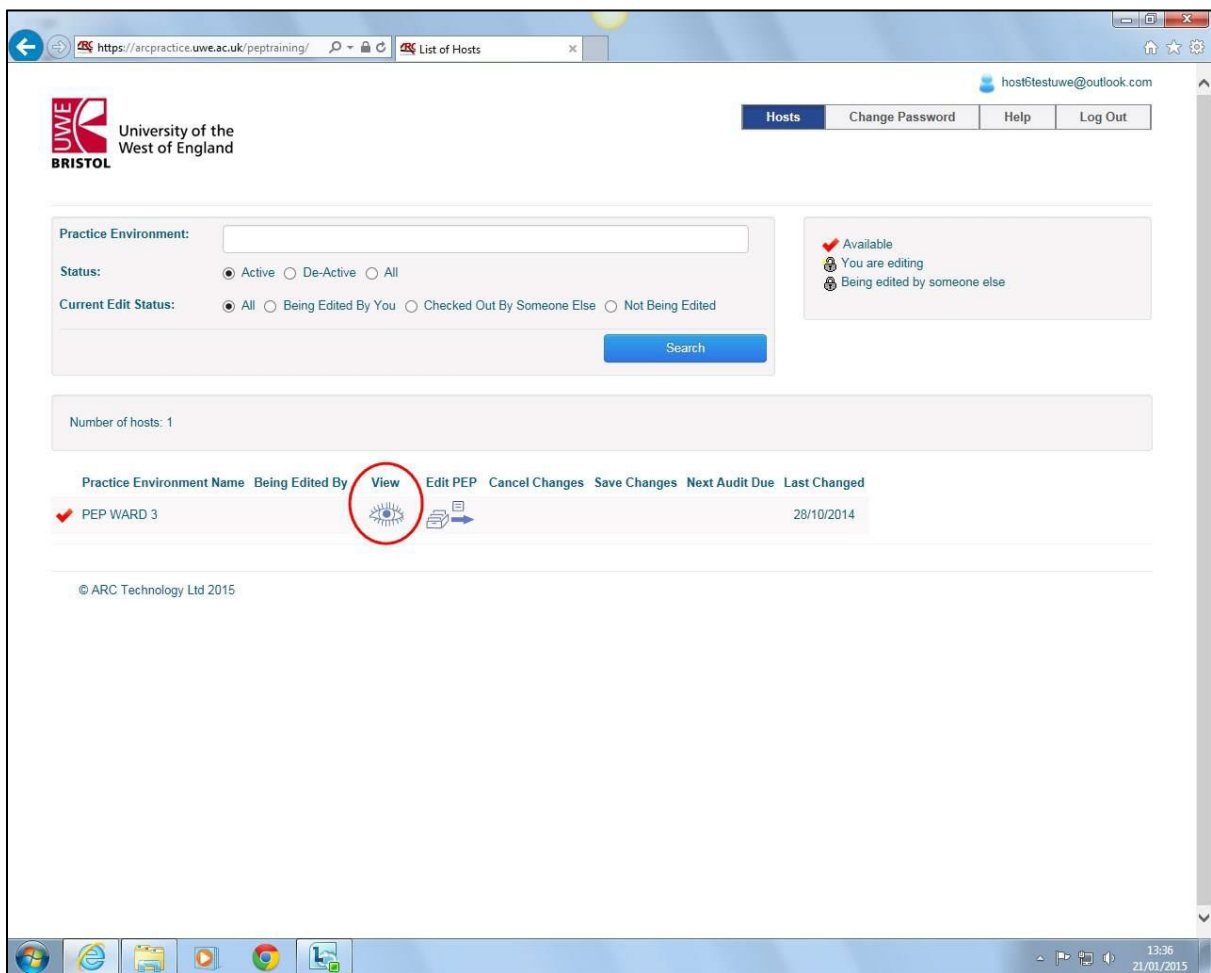 https://arcpractice.uwe.ac.uk/peptraining/
List of Hosts
host6testuwe@outlook.com
UWE
BRISTOL
University of the
West of England
Hosts Change Password Help Log Out
Practice Environment:
Status: Active De-Active All
Current Edit Status: All Being Edited By You Checked Out By Someone Else Not Being Edited
Search
Available
You are editing
Being edited by someone else
Number of hosts: 1
Practice Environment Name Being Edited By View Edit PEP Cancel Changes Save Changes Next Audit Due Last Changed
PEP WARD 3 28/10/2014
© ARC Technology Ltd 2015
13:36
21/01/2015